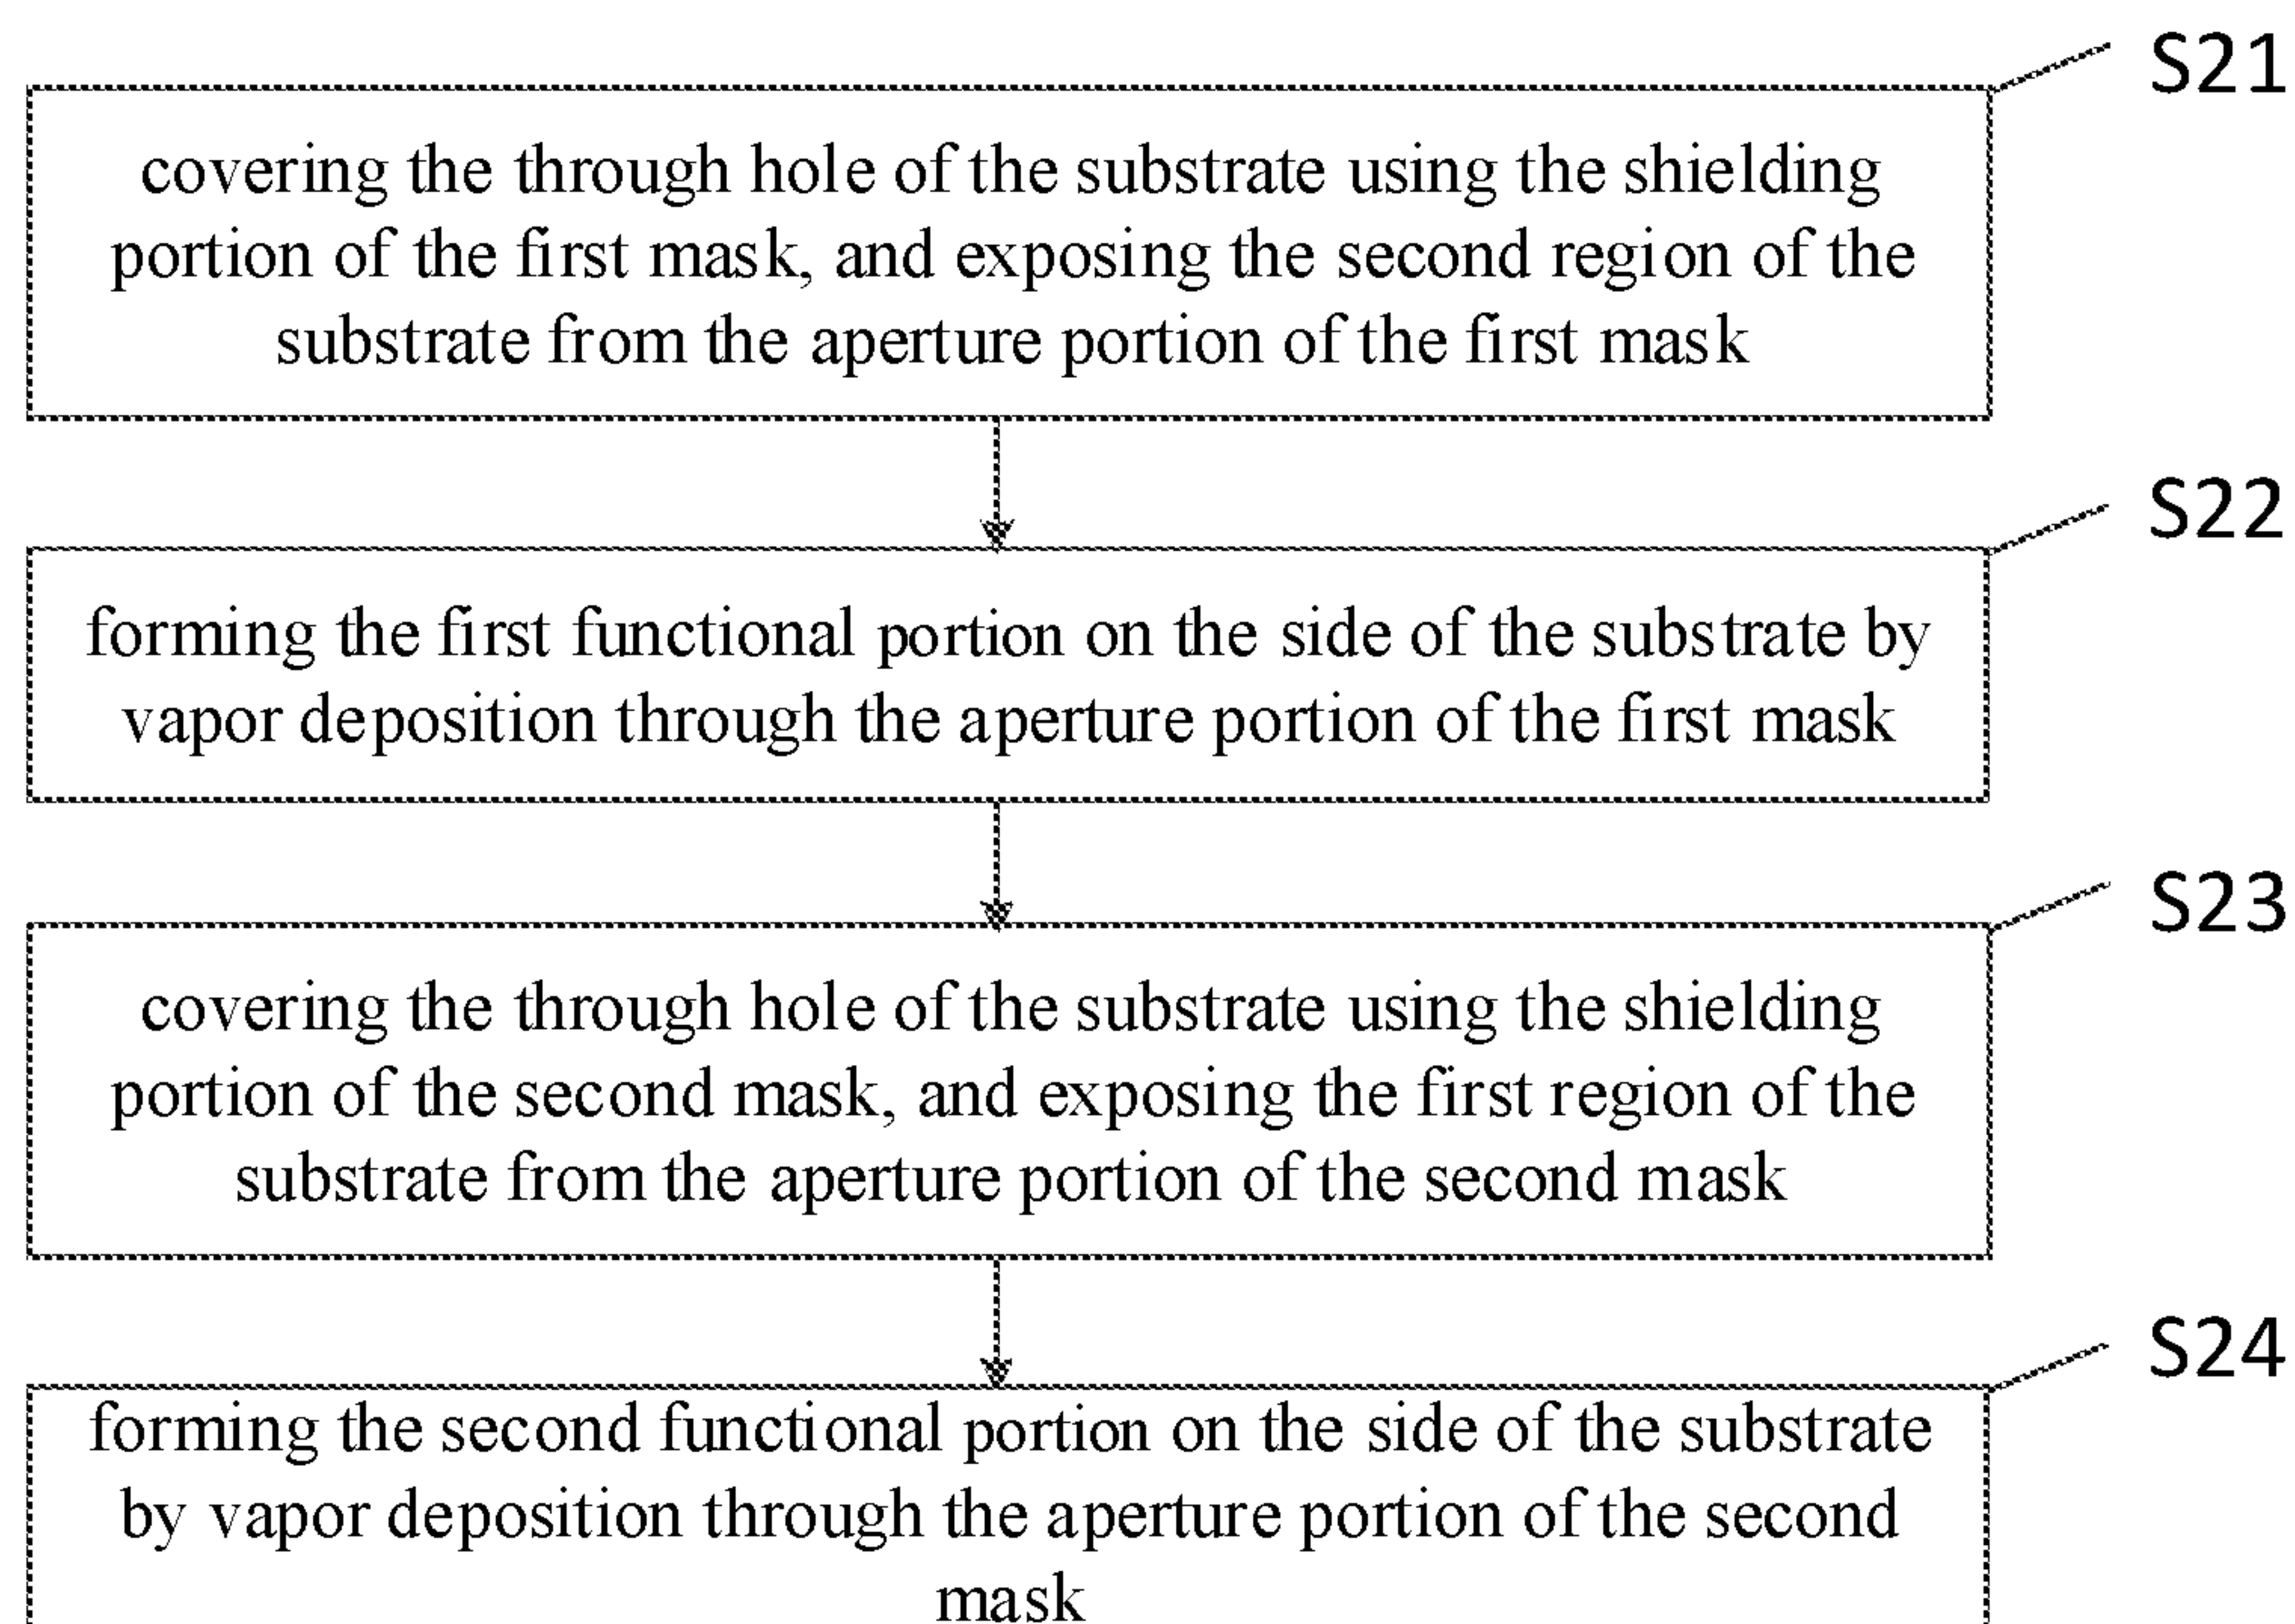 S21
covering the through hole of the substrate using the shielding
portion of the first mask, and exposing the second region of the
substrate from the aperture portion of the first mask
S22
forming the first functional portion on the side of the substrate by
vapor deposition through the aperture portion of the first mask
S23
covering the through hole of the substrate using the shielding
portion of the second mask, and exposing the first region of the
substrate from the aperture portion of the second mask
S24
forming the second functional portion on the side of the substrate
by vapor deposition through the aperture portion of the second
mask